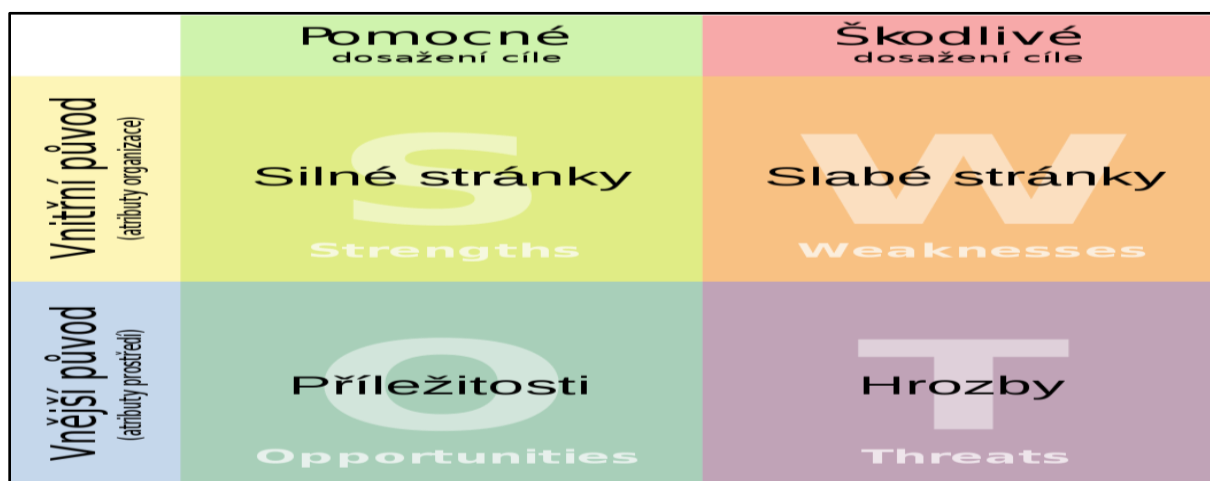 Pomocné
dosažení cíle
Škodlivé
dosažení cíle
Vnitřní původ
(atributy organizace)
Silné stránky
Strengths
Slabé stránky
Weaknesses
Vnější původ
(atributy prostředí)
Příležitosti
Opportunities
Hrozby
Threats
S
W
O
T